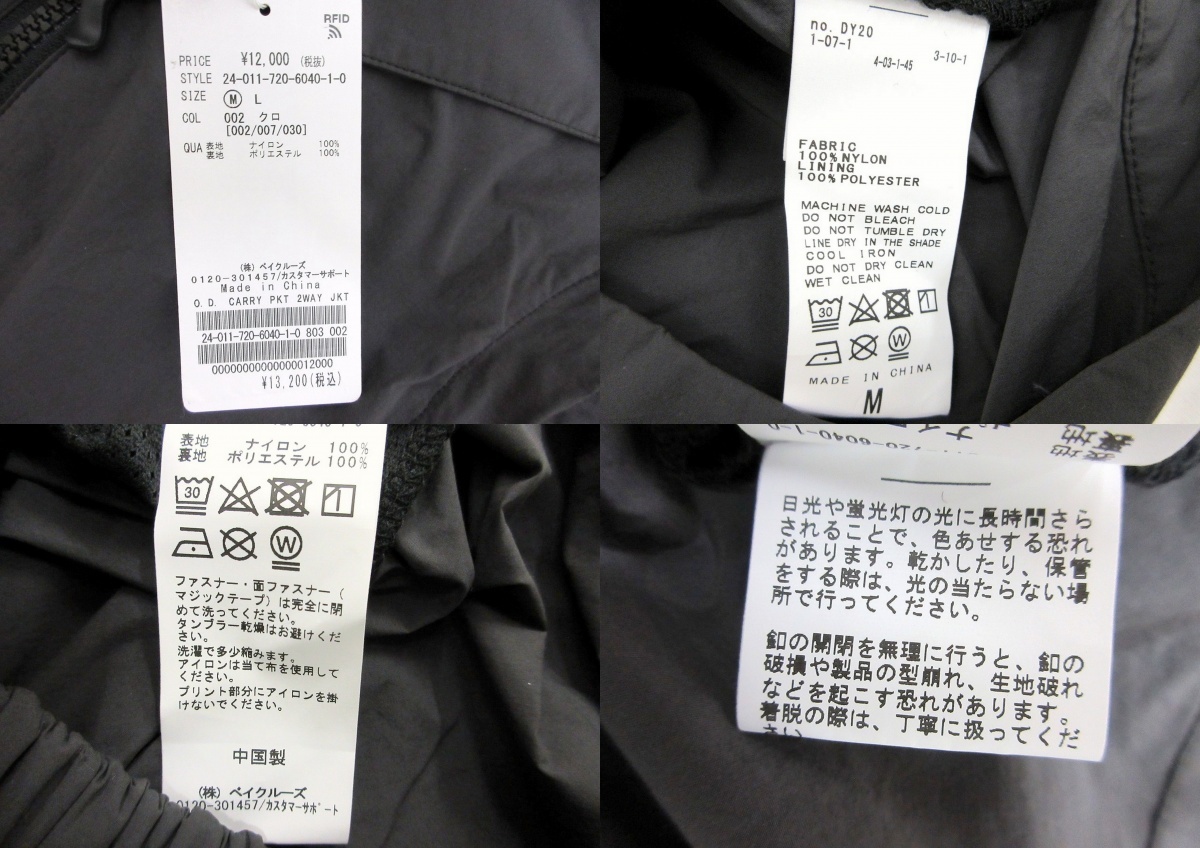 RFID
PRICE ¥12,000 (税抜)
STYLE 24-011-720-6040-1-0
SIZE Ⓜ L
COL 002 クロ
[002/007/030]
QUA 表地 ナイロン 100%
裏地 ポリエステル 100%
(株) ベイクルーズ
0120-301457/カスタマーサポート
Made in China
O.D. CARRY PKT 2WAY JKT
24-011-720-6040-1-0 803 002
0000000000000012000
¥13,200(税込)
no. DY20
1-07-1
3-10-1
4-03-1-45
FABRIC
100%NYLON
LINING
100%POLYESTER
MACHINE WASH COLD
DO NOT BLEACH
DO NOT TUMBLE DRY
LINE DRY IN THE SHADE
COOL IRON
DO NOT DRY CLEAN
WET CLEAN
30
W
MADE IN CHINA
M
表地 ナイロン 100%
裏地 ポリエステル 100%
30
W
ファスナー・面ファスナー(
マジックテープ)は完全に閉
めて洗ってください。
タンブラー乾燥はお避けくだ
さい。
洗濯で多少縮みます。
アイロンは当て布を使用して
ください。
プリント部分にアイロンを掛
けないでください。
中国製
(株) ベイクルーズ
0120-301457/カスタマーサポート
20-6040-1-0
表地
裏地
日光や蛍光灯の光に長時間さら
されることで、色あせする恐れ
があります。乾かしたり、保管
をする際は、光の当たらない場
所で行ってください。
釦の開閉を無理に行うと、釦の
破損や製品の型崩れ、生地破れ
などを起こす恐れがあります。
着脱の際は、丁寧に扱ってくだ
さい。